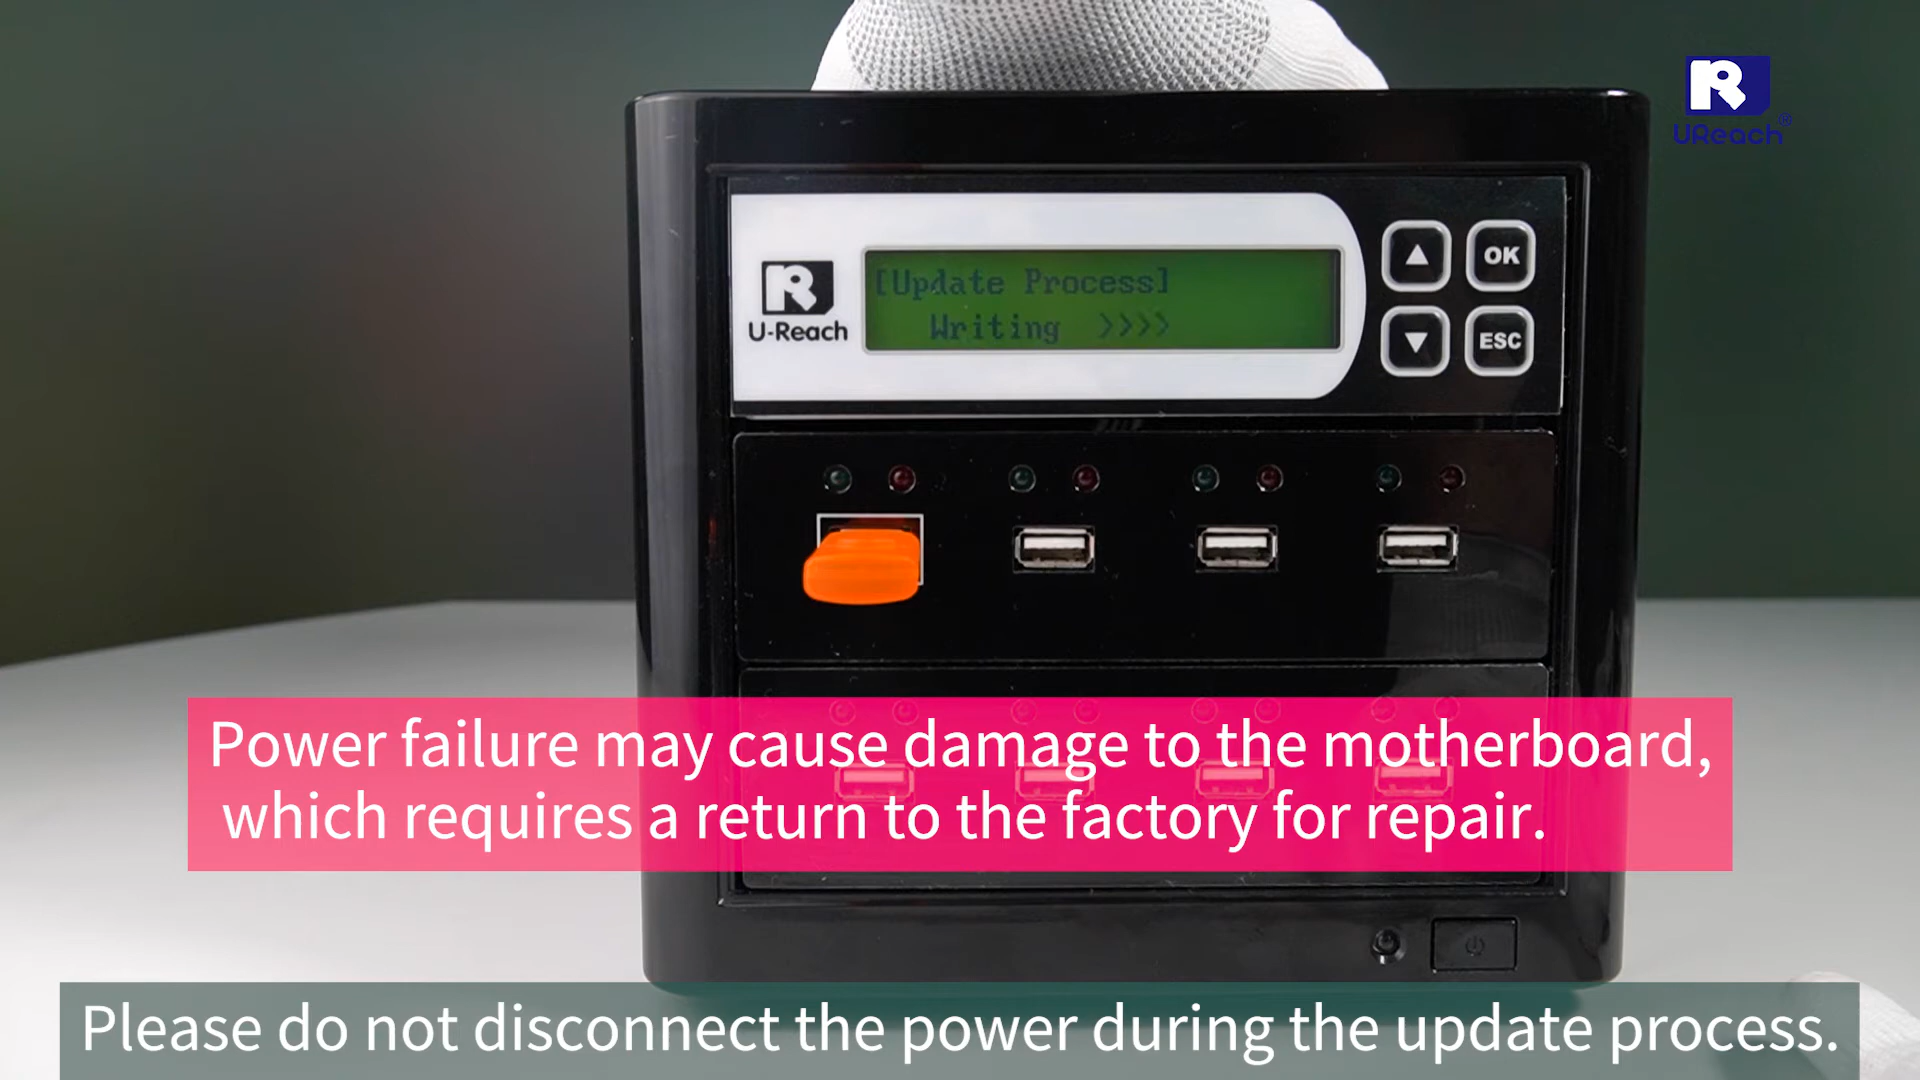 R
UReach®
[Update Process]
Writing >>>>
R
U-Reach
▲ OK
▼ ESC
Power failure may cause damage to the motherboard,
which requires a return to the factory for repair.
Please do not disconnect the power during the update process.